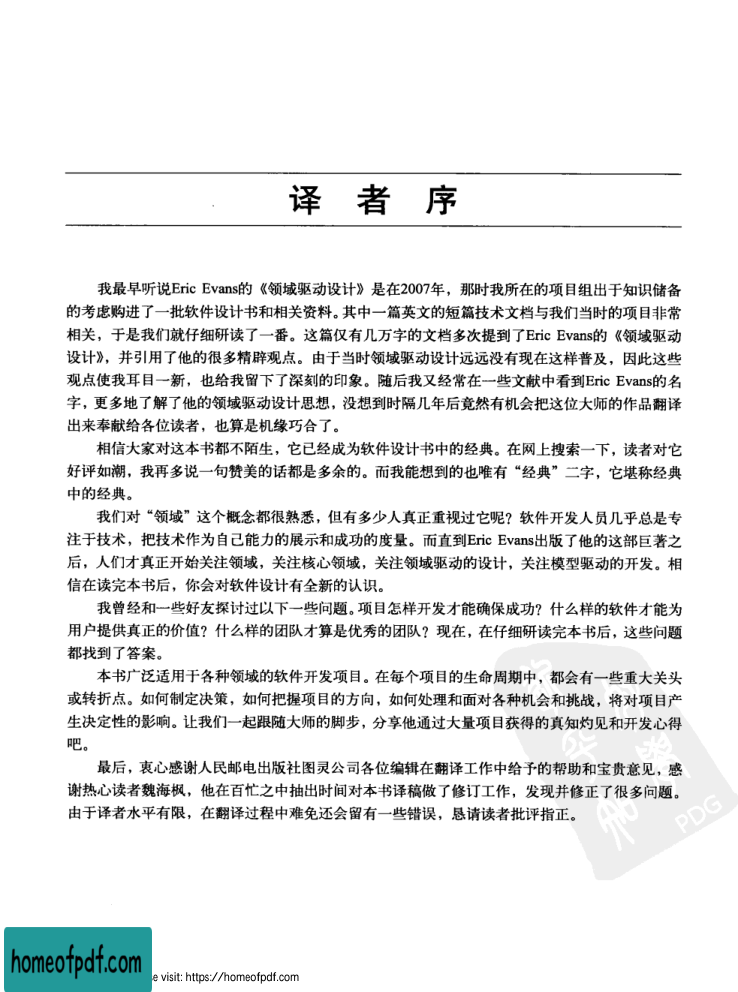 译 者 序
我最早听说Eric Evans的《领域驱动设计》是在2007年，那时我所在的项目组出于知识储备
的考虑购进了一批软件设计书和相关资料。其中一篇英文的短篇技术文档与我们当时的项目非常
相关，于是我们就仔细研读了一番。这篇仅有几万字的文档多次提到了Eric Evans的《领域驱动
设计》，并引用了他的很多精辟观点。由于当时领域驱动设计远远没有现在这样普及，因此这些
观点使我耳目一新，也给我留下了深刻的印象。随后我又经常在一些文献中看到Eric Evans的名
字，更多地了解了他的领域驱动设计思想，没想到时隔几年后竟然有机会把这位大师的作品翻译
出来奉献给各位读者，也算是机缘巧合了。
相信大家对这本书都不陌生，它已经成为软件设计书中的经典。在网上搜索一下，读者对它
好评如潮，我再多说一句赞美的话都是多余的。而我能想到的也唯有“经典”二字，它堪称经典
中的经典。
我们对“领域”这个概念都很熟悉，但有多少人真正重视过它呢？软件开发人员几乎总是专
注于技术，把技术作为自己能力的展示和成功的度量。而直到Eric Evans出版了他的这部巨著之
后，人们才真正开始关注领域，关注核心领域，关注领域驱动的设计，关注模型驱动的开发。相
信在读完本书后，你会对软件设计有全新的认识。
我曾经和一些好友探讨过以下一些问题。项目怎样开发才能确保成功？什么样的软件才能为
用户提供真正的价值？什么样的团队才算是优秀的团队？现在，在仔细研读完本书后，这些问题
都找到了答案。
本书广泛适用于各种领域的软件开发项目。在每个项目的生命周期中，都会有一些重大关头
或转折点。如何制定决策，如何把握项目的方向，如何处理和面对各种机会和挑战，将对项目产
生决定性的影响。让我们一起跟随大师的脚步，分享他通过大量项目获得的真知灼见和开发心得
吧。
最后，衷心感谢人民邮电出版社图灵公司各位编辑在翻译工作中给予的帮助和宝贵意见，感
谢热心读者魏海枫，他在百忙之中抽出时间对本书译稿做了修订工作，发现并修正了很多问题。
由于译者水平有限，在翻译过程中难免还会留有一些错误，恳请读者批评指正。
PDG
homeofpdf.com
e visit: https://homeofpdf.com